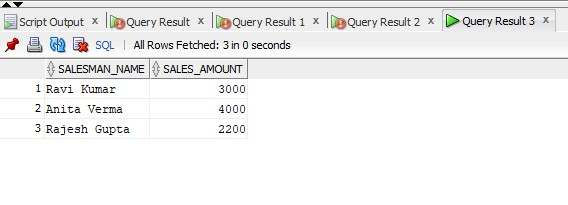 Script Output x Query Result x Query Result 1 x Query Result 2 x Query Result 3 x
SQL | All Rows Fetched: 3 in 0 seconds
SALESMAN_NAME SALES_AMOUNT
1 Ravi Kumar 3000
2 Anita Verma 4000
3 Rajesh Gupta 2200